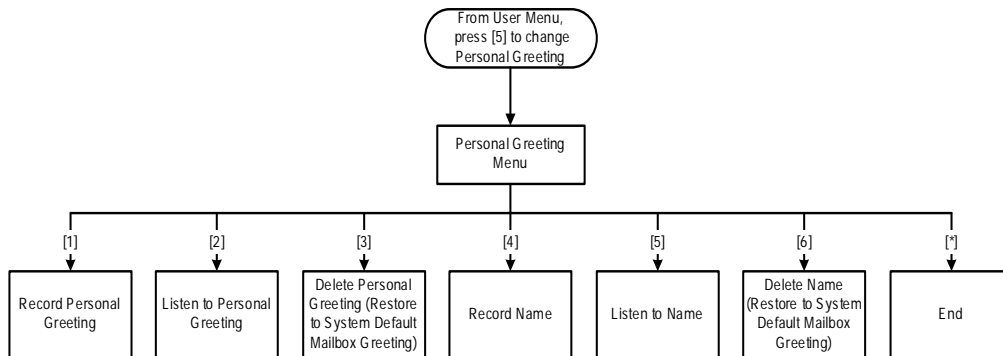 From User Menu,
press [5] to change
Personal Greeting
Personal Greeting
Menu
[1]
[2]
[3]
[4]
[5]
[6]
[*]
Record Personal
Greeting
Listen to Personal
Greeting
Delete Personal
Greeting (Restore
to System Default
Mailbox Greeting)
Record Name
Listen to Name
Delete Name
(Restore to System
Default Mailbox
Greeting)
End